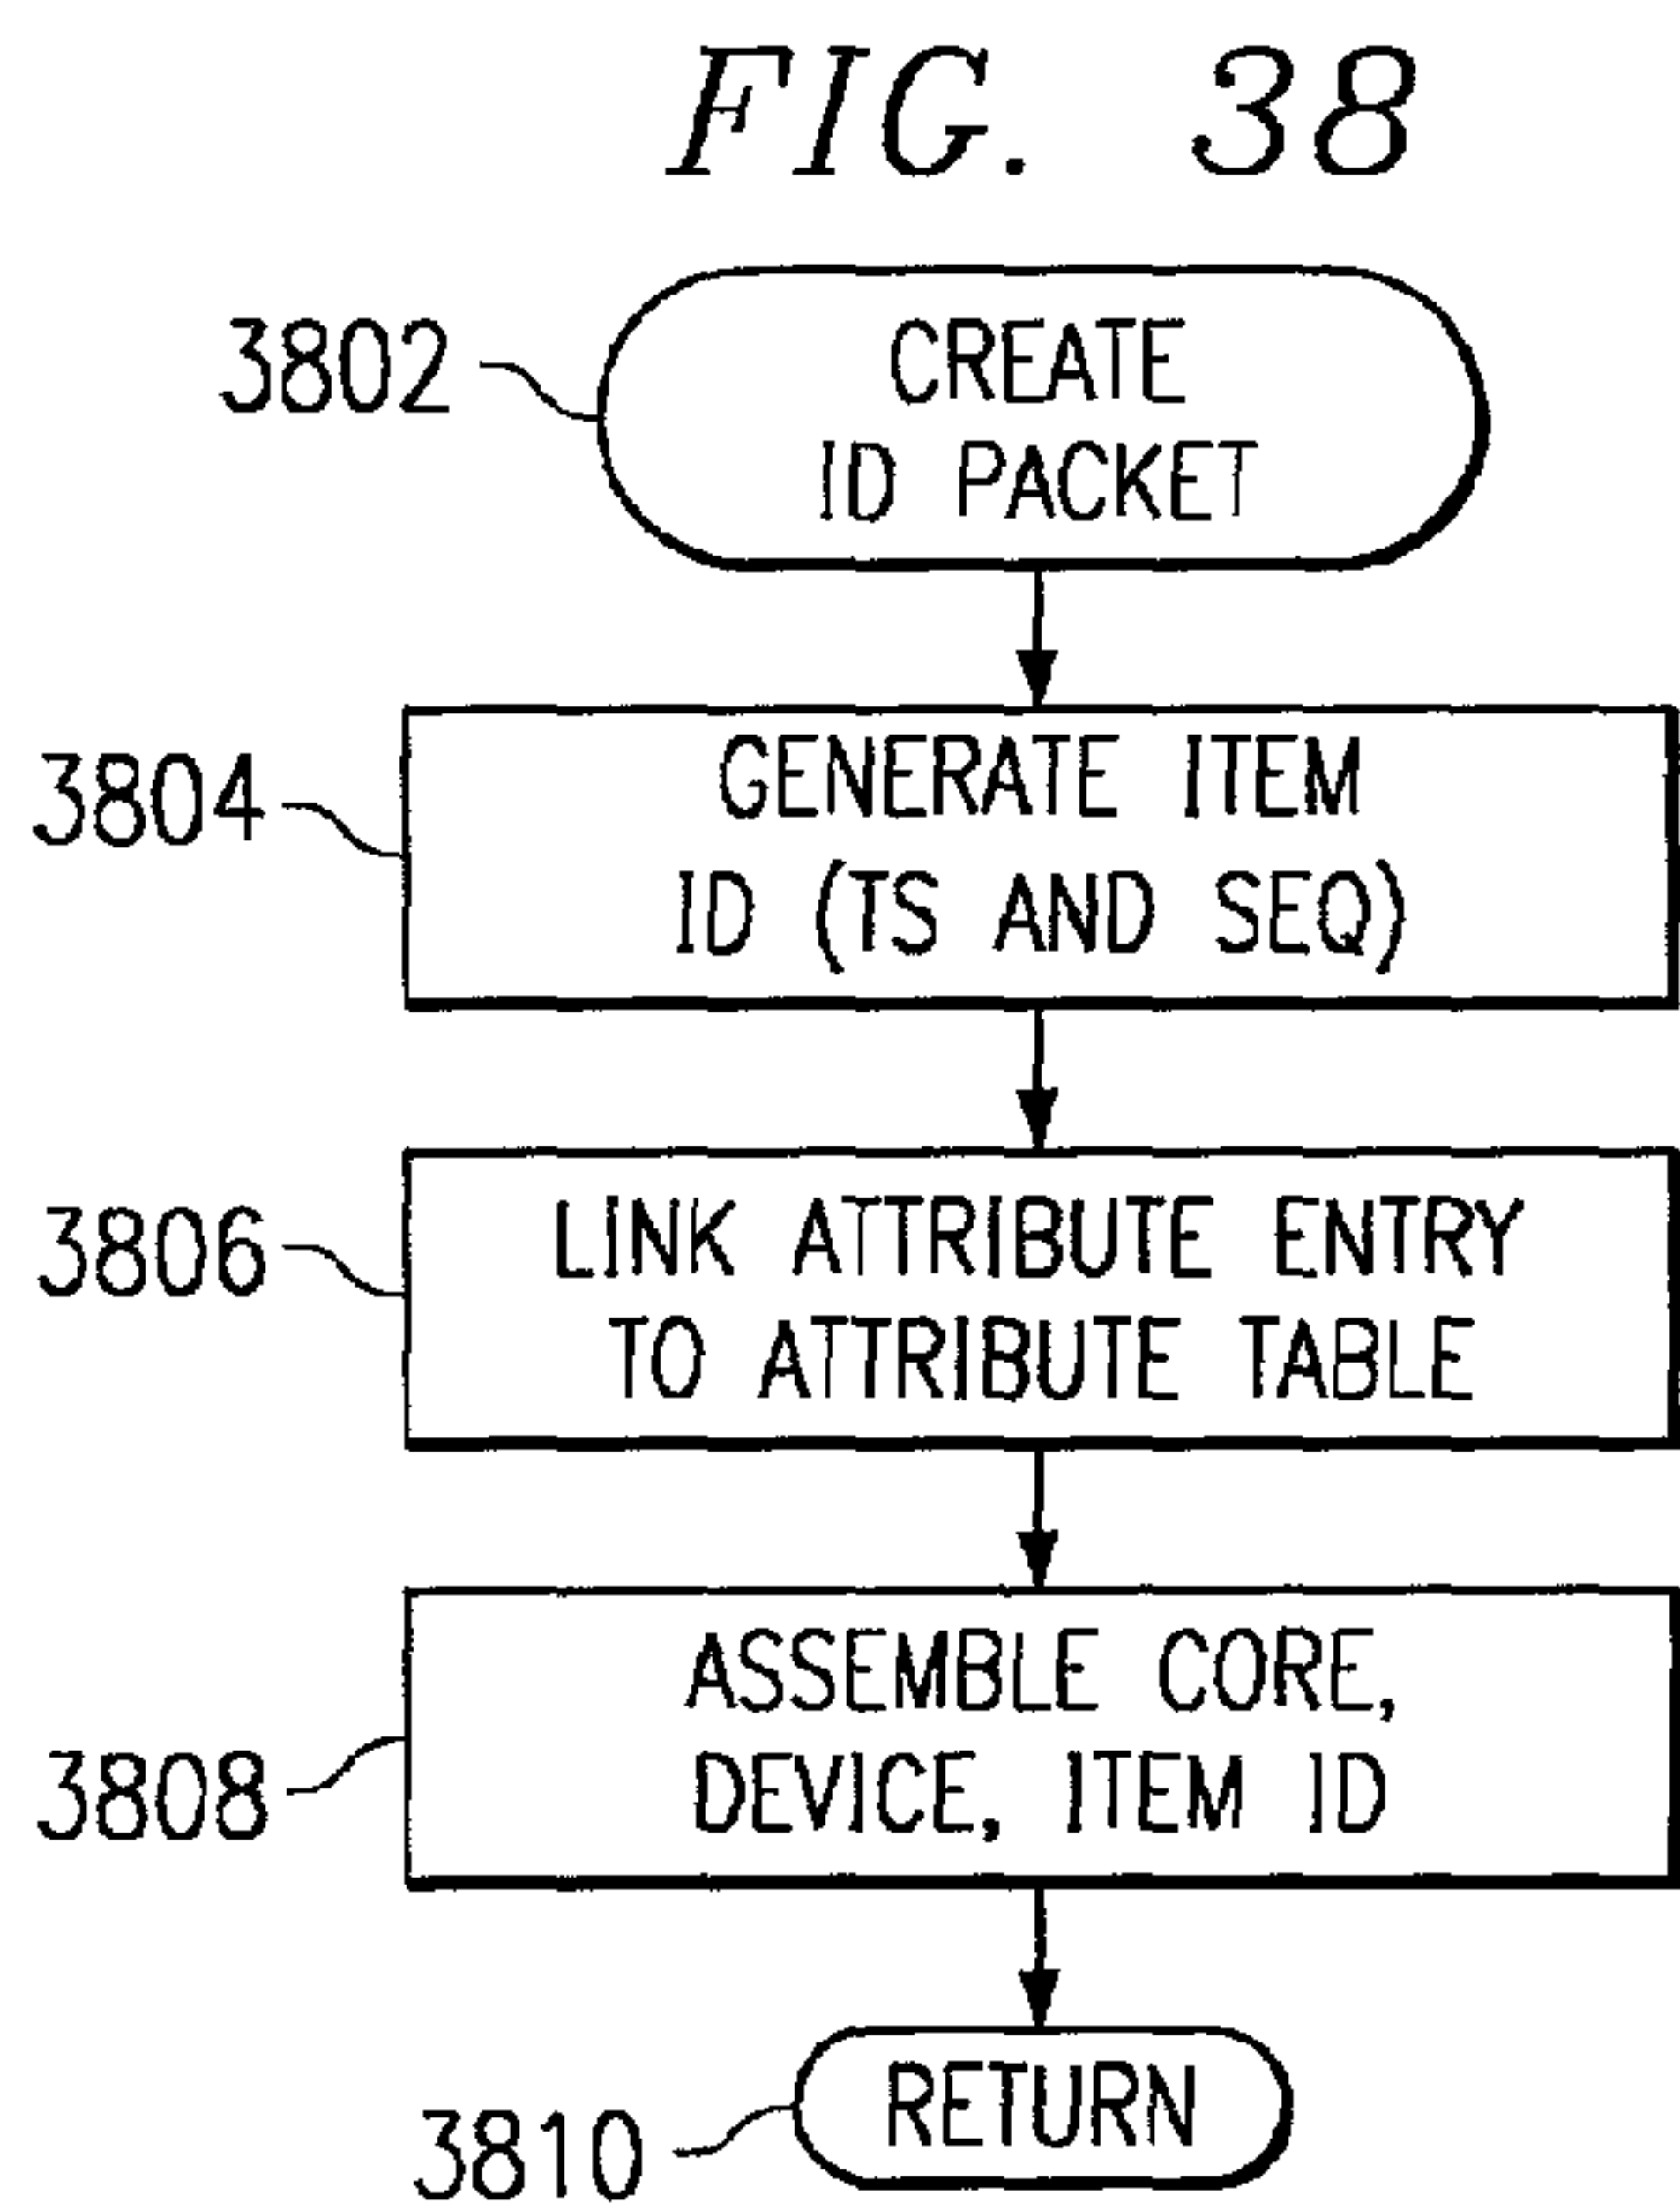 FIG. 38
3802
CREATE
ID PACKET
3804
GENERATE ITEM
ID (TS AND SEQ)
3806
LINK ATTRIBUTE ENTRY
TO ATTRIBUTE TABLE
3808
ASSEMBLE CORE,
DEVICE, ITEM ID
3810
RETURN